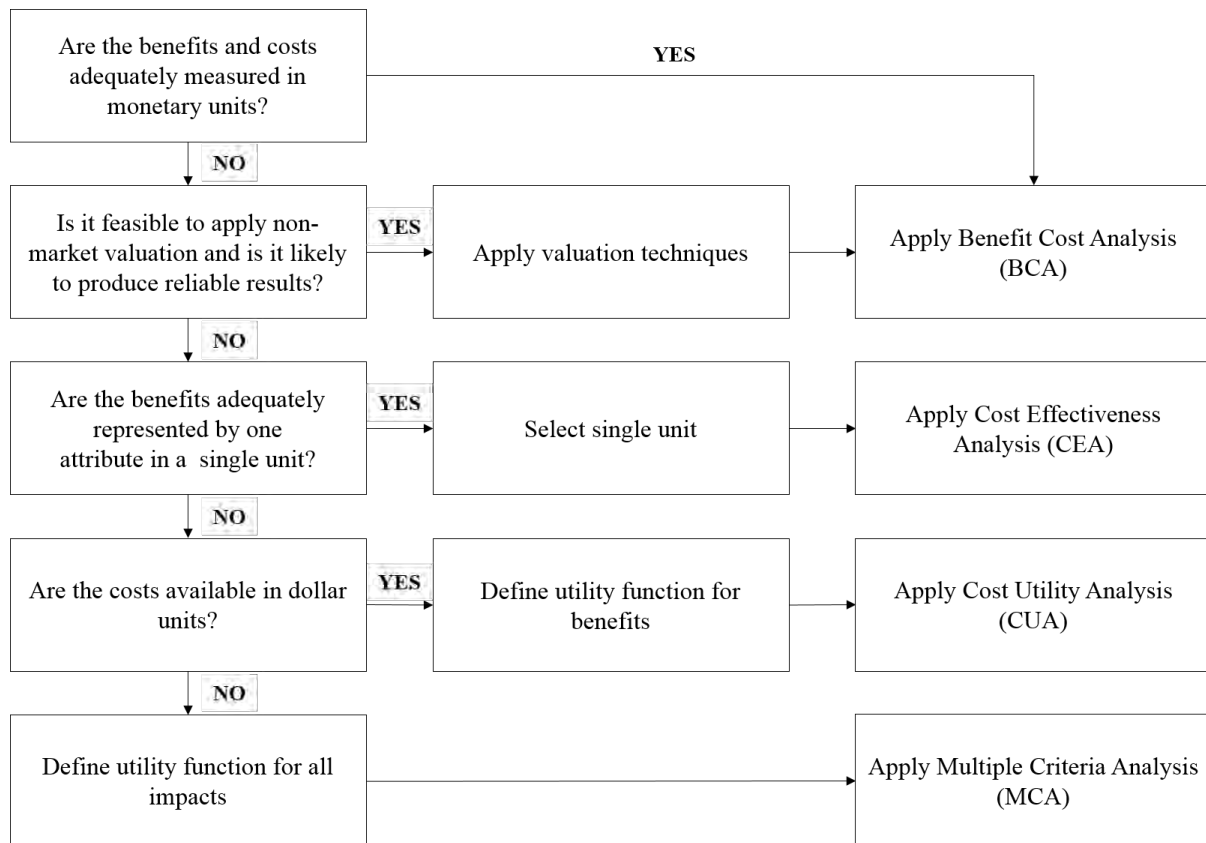 Are the benefits and costs
adequately measured in
monetary units?
YES
NO
Is it feasible to apply non-
market valuation and is it likely
to produce reliable results?
YES
Apply valuation techniques
Apply Benefit Cost Analysis
(BCA)
NO
Are the benefits adequately
represented by one
attribute in a single unit?
YES
Select single unit
Apply Cost Effectiveness
Analysis (CEA)
NO
Are the costs available in dollar
units?
YES
Define utility function for
benefits
Apply Cost Utility Analysis
(CUA)
NO
Define utility function for all
impacts
Apply Multiple Criteria Analysis
(MCA)